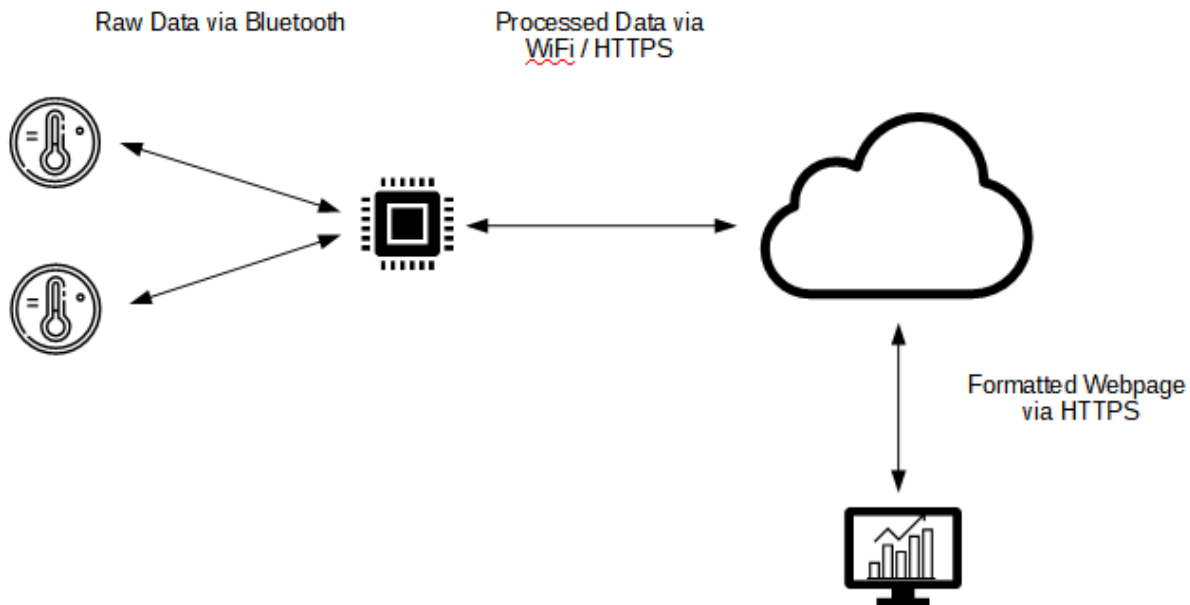 Raw Data via Bluetooth
Processed Data via
WiFi / HTTPS
Formatted Webpage
via HTTPS